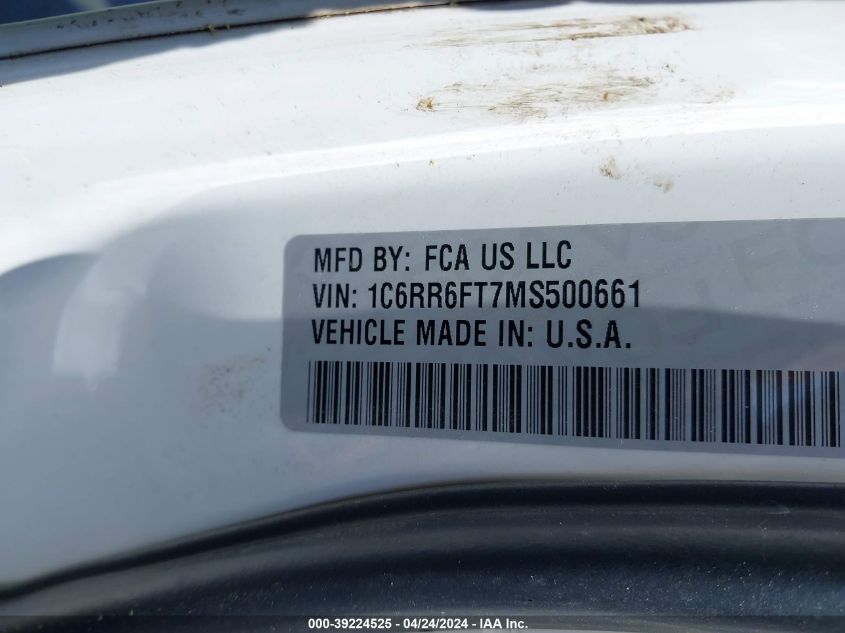 MFD BY: FCA US LLC
VIN: 1C6RR6FT7MS500661
VEHICLE MADE IN: U.S.A.
000-39224525 - 04/24/2024 - IAA Inc.